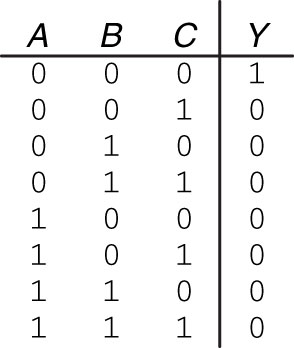 A B C Y
0 0 0 1
0 0 1 0
0 1 0 0
0 1 1 0
1 0 0 0
1 0 1 0
1 1 0 0
1 1 1 0